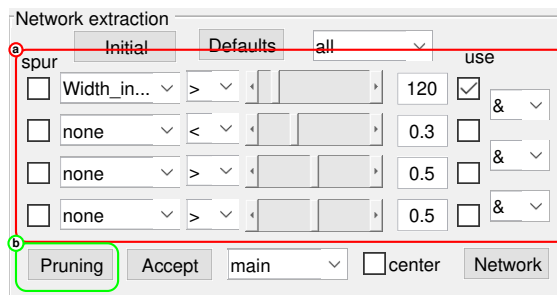 Network extraction
Initial Defaults all
a
spur use
Width_in... > 120
&
none < 0.3
&
none > 0.5
&
none > 0.5
b
Pruning Accept main center Network